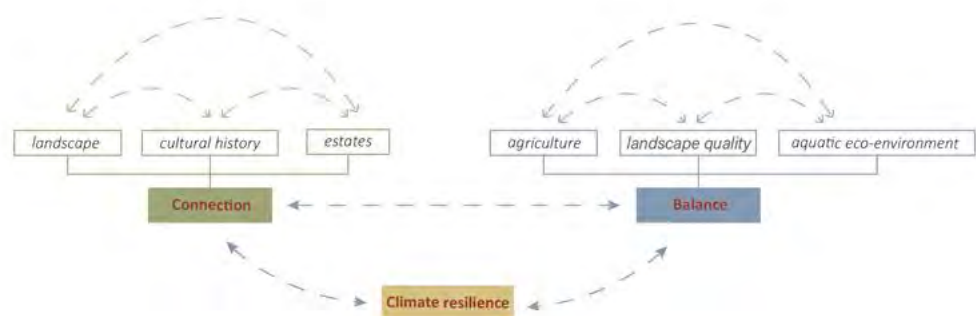 landscape
cultural history
estates
agriculture
landscape quality
aquatic eco-environment
Connection
Balance
Climate resilience